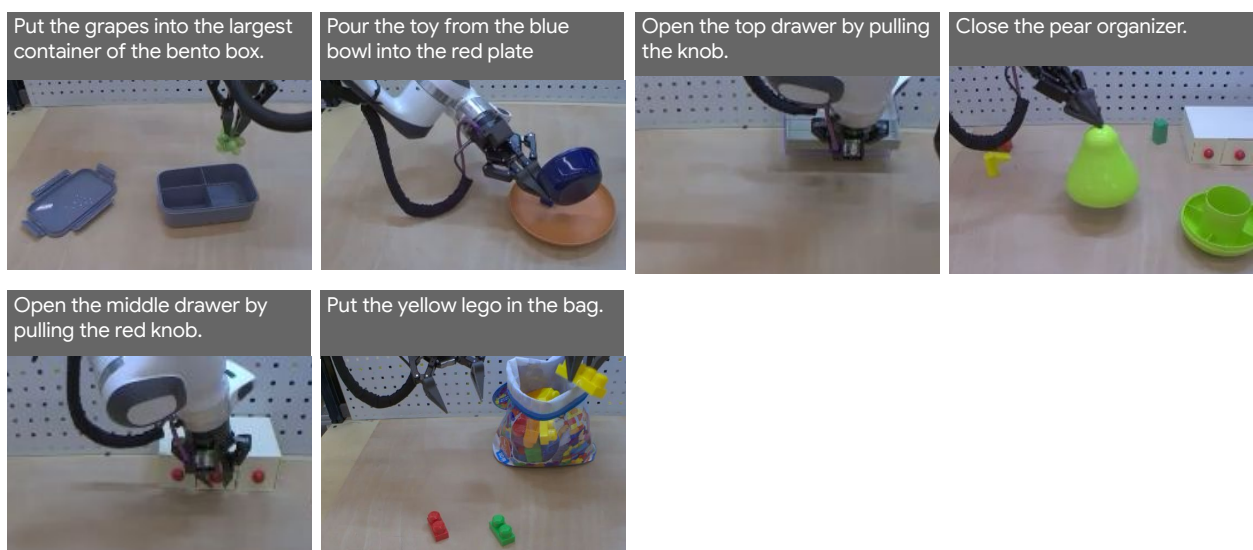 Put the grapes into the largest
container of the bento box.
Pour the toy from the blue
bowl into the red plate
Open the top drawer by pulling
the knob.
Close the pear organizer.
Open the middle drawer by
pulling the red knob.
Put the yellow lego in the bag.